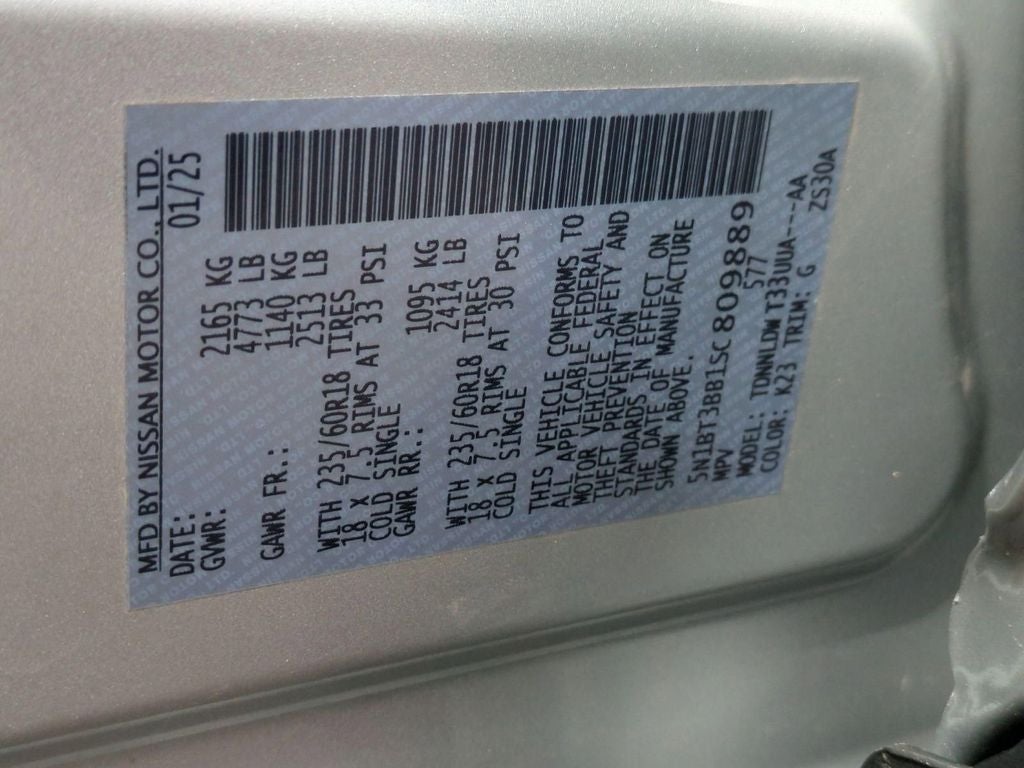 MFD BY NISSAN MOTOR CO., LTD.
DATE: 01/25
GVWR: 2165 KG
4773 LB
GAWR FR.: 1140 KG
2513 LB
WITH 235/60R18 TIRES
18 X 7.5 RIMS AT 33 PSI
COLD SINGLE
GAWR RR.: 1095 KG
2414 LB
WITH 235/60R18 TIRES
18 X 7.5 RIMS AT 30 PSI
COLD SINGLE
THIS VEHICLE CONFORMS TO
ALL APPLICABLE FEDERAL
MOTOR VEHICLE SAFETY AND
THEFT PREVENTION
STANDARDS IN EFFECT ON
THE DATE OF MANUFACTURE
SHOWN ABOVE.
5N1BT3BB1SC809889
MPV 577
MODEL: TDNNLDW T33UUA----AA
COLOR: K23 TRIM: G ZS30A